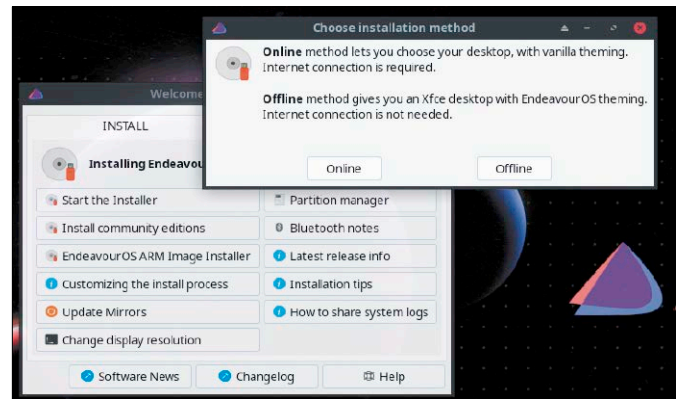 Choose installation method
Online method lets you choose your desktop, with vanilla theming.
Internet connection is required.
Offline method gives you an Xfce desktop with EndeavourOS theming.
Internet connection is not needed.
Online
Offline
Welcome
INSTALL
Installing
Start the Installer
Partition manager
Install community editions
Bluetooth notes
EndeavourOS ARM Image Installer
Latest release info
Customizing the install process
Installation tips
Update Mirrors
How to share system logs
Change display resolution
Software News
Changelog
Help